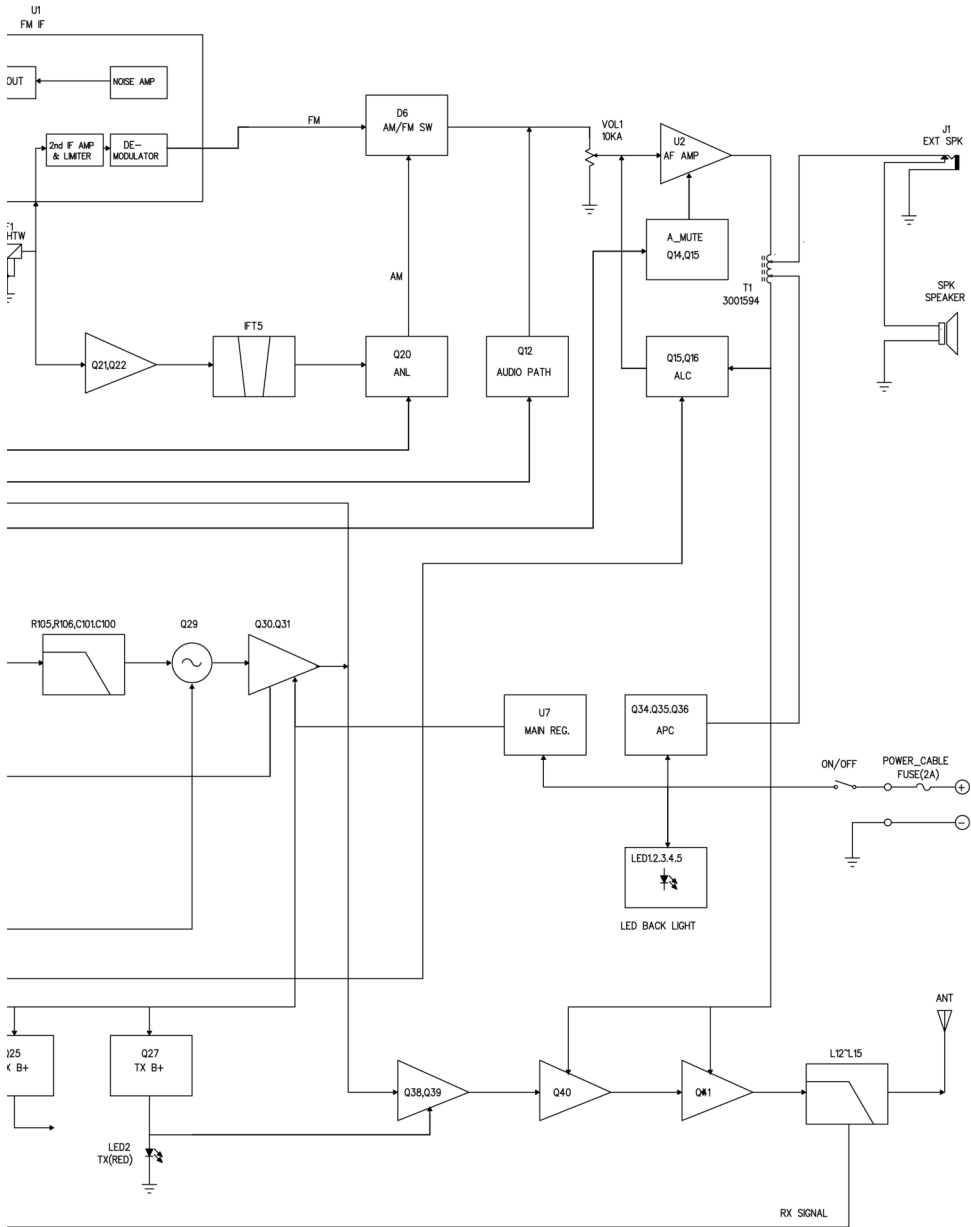 U1
FM IF
OUT
NOISE AMP
2nd IF AMP
& LIMITER
DE-
MODULATOR
FM
D6
AM/FM SW
VOL1
10KA
U2
AF AMP
J1
EXT SPK
F1
HTW
A_MUTE
Q14,Q15
AM
T1
3001594
SPK
SPEAKER
IFT5
Q21,Q22
Q20
ANL
Q12
AUDIO PATH
Q15,Q16
ALC
R105,R106,C101.C100
Q29
Q30.Q31
U7
MAIN REG.
Q34.Q35.Q36
APC
ON/OFF
POWER_CABLE
FUSE(2A)
+
−
LED1.2.3.4.5
LED BACK LIGHT
ANT
Q25
X B+
Q27
TX B+
L12~L15
Q38,Q39
Q40
Q41
LED2
TX(RED)
RX SIGNAL